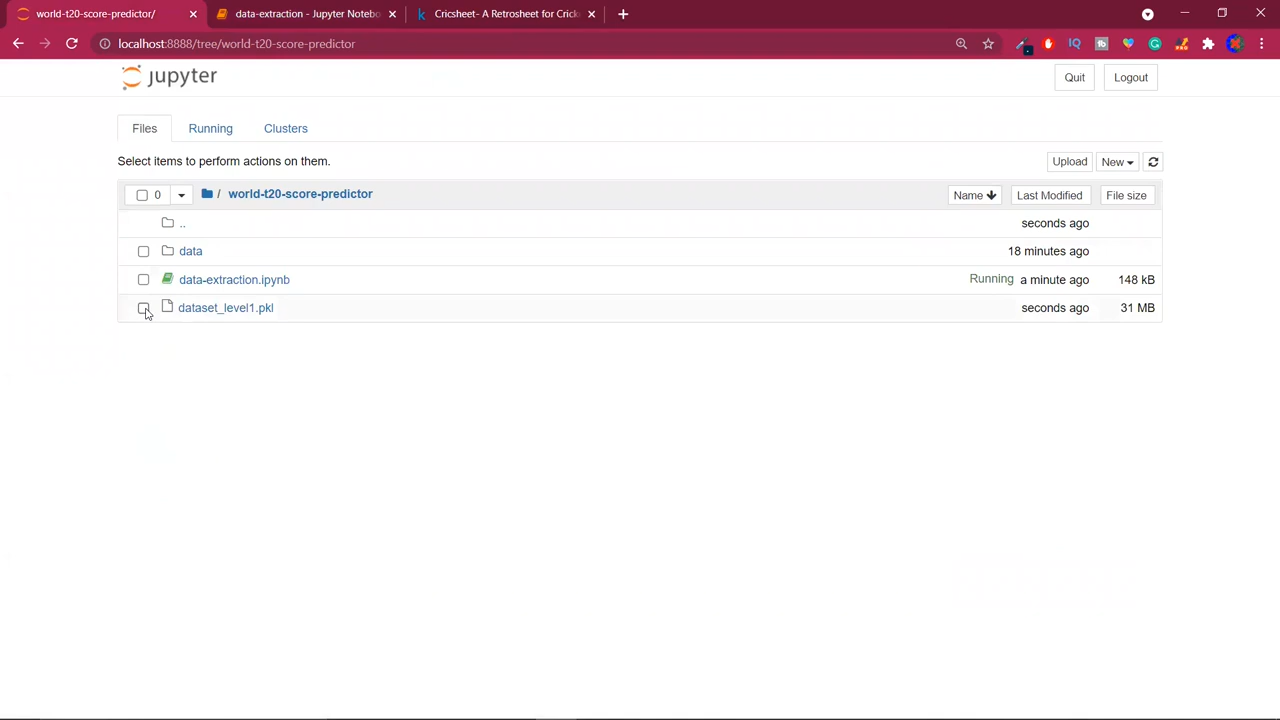 world-t20-score-predictor/
data-extraction - Jupyter Notebo
Cricsheet- A Retrosheet for Crick
localhost:8888/tree/world-t20-score-predictor
jupyter
Quit
Logout
Files
Running
Clusters
Select items to perform actions on them.
Upload
New
0
/
world-t20-score-predictor
Name
Last Modified
File size
..
seconds ago
data
18 minutes ago
data-extraction.ipynb
Running
a minute ago
148 kB
dataset_level1.pkl
seconds ago
31 MB